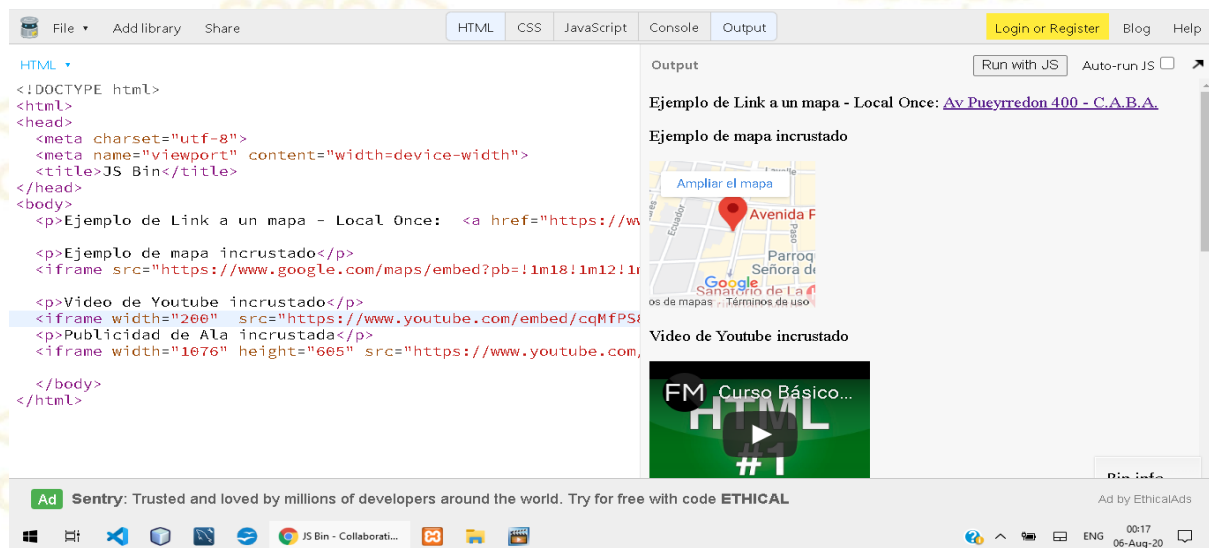 File ▾ Add library Share HTML CSS JavaScript Console Output Login or Register Blog Help
HTML ▾
<!DOCTYPE html>
<html>
<head>
<meta charset="utf-8">
<meta name="viewport" content="width=device-width">
<title>JS Bin</title>
</head>
<body>
<p>Ejemplo de Link a un mapa - Local Once: <a href="https://ww
<p>Ejemplo de mapa incrustado</p>
<iframe src="https://www.google.com/maps/embed?pb=!1m18!1m12!1m
<p>Video de Youtube incrustado</p>
<iframe width="200" src="https://www.youtube.com/embed/cqMfPS8
<p>Publicidad de Ala incrustada</p>
<iframe width="1076" height="605" src="https://www.youtube.com/
</body>
</html>
Output Run with JS Auto-run JS
Ejemplo de Link a un mapa - Local Once: Av Pueyrredon 400 - C.A.B.A.
Ejemplo de mapa incrustado
Ampliar el mapa
Avenida P
Ecuador
Paso
Parroq
Señora de
Google
Sanatorio de La
os de mapas Términos de uso
Video de Youtube incrustado
FM Curso Básico...
HTML
#1
Bin info
Ad Sentry: Trusted and loved by millions of developers around the world. Try for free with code ETHICAL Ad by EthicalAds
JS Bin - Collaborati... ENG 00:17
06-Aug-20